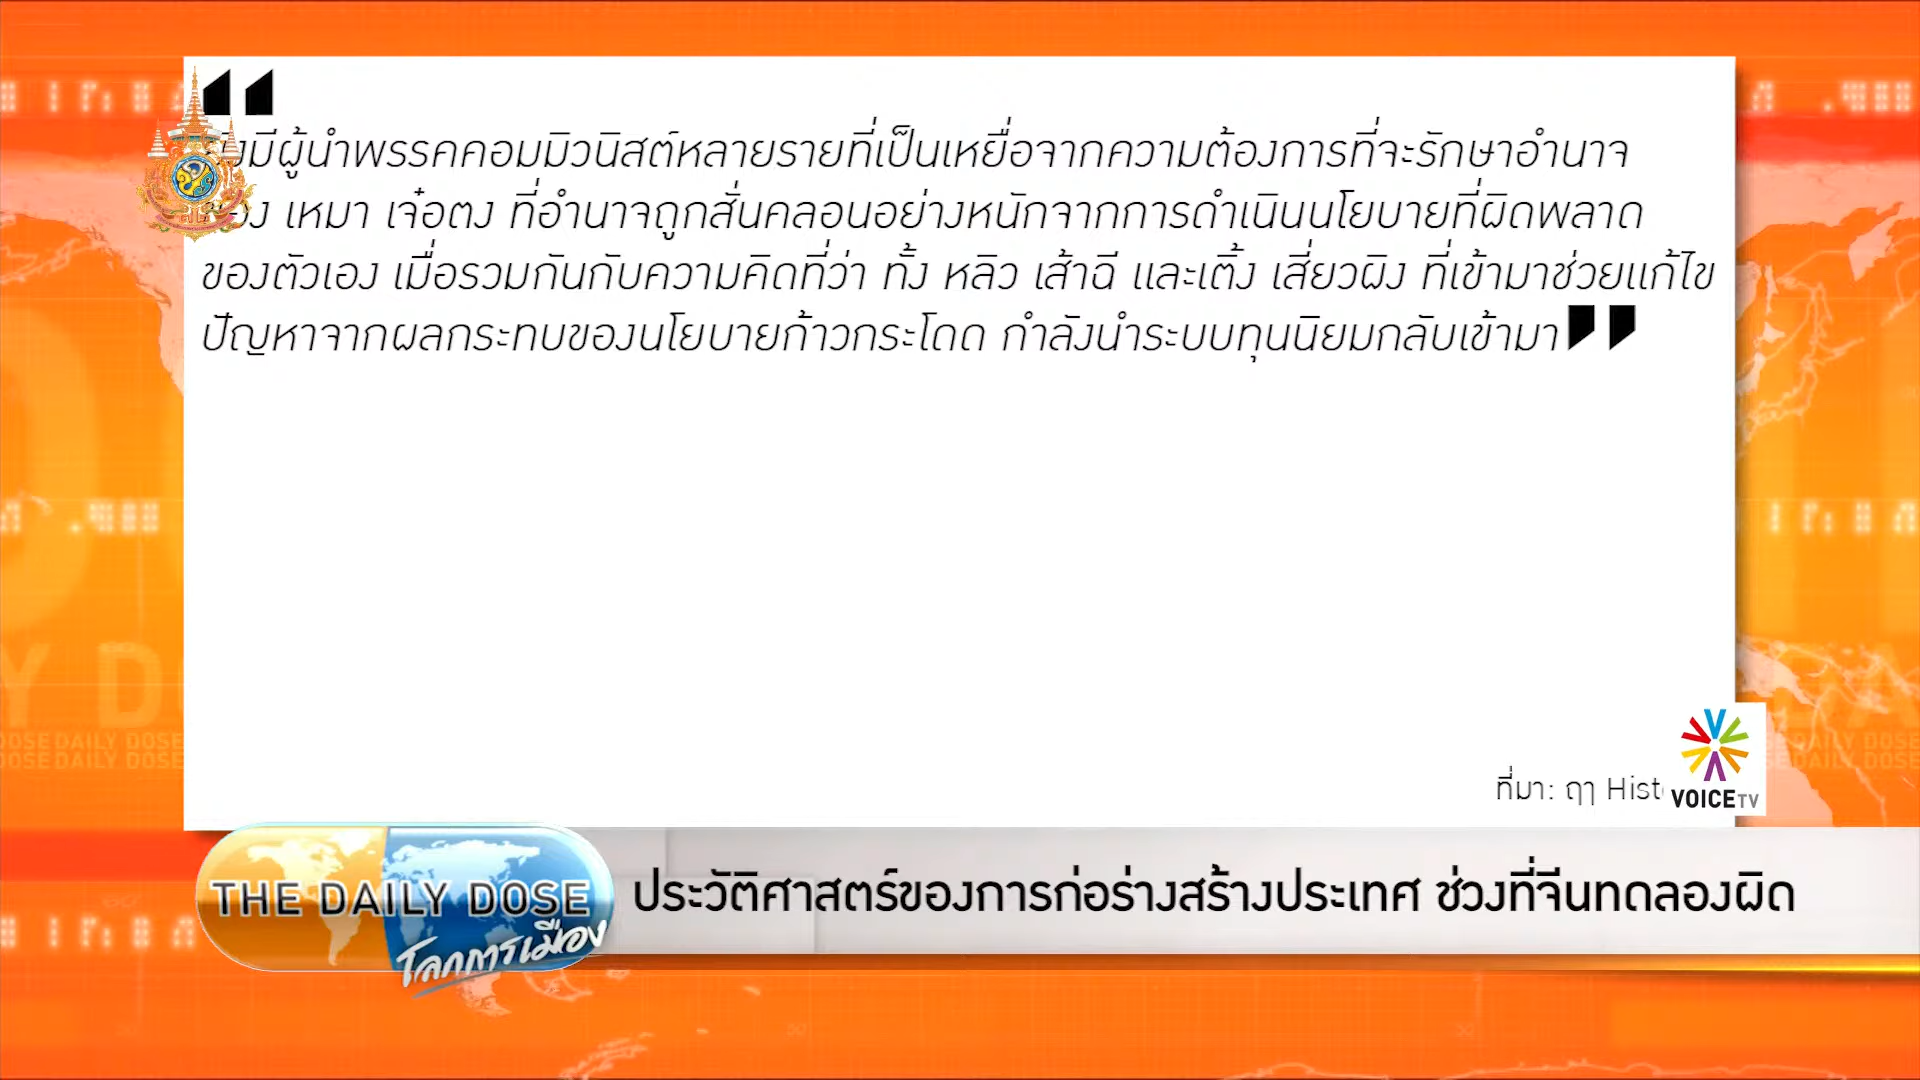 มีผู้นำพรรคคอมมิวนิสต์หลายรายที่เป็นเหยื่อจากความต้องการที่จะรักษาอำนาจ
เหมา เจ๋อตง ที่อำนาจถูกสั่นคลอนอย่างหนักจากการดำเนินนโยบายที่ผิดพลาด
ของตัวเอง เมื่อรวมกันกับความคิดที่ว่า ทั้ง หลิว เส้าฉี และเติ้ง เสี่ยวผิง ที่เข้ามาช่วยแก้ไข
ปัญหาจากผลกระทบของนโยบายก้าวกระโดด กำลังนำระบบทุนนิยมกลับเข้ามา"
ที่มา: ฤๅ
VOICE TV
THE DAILY DOSE
โลกการเมือง
ประวัติศาสตร์ของการก่อร่างสร้างประเทศ ช่วงที่จีนทดลองผิด